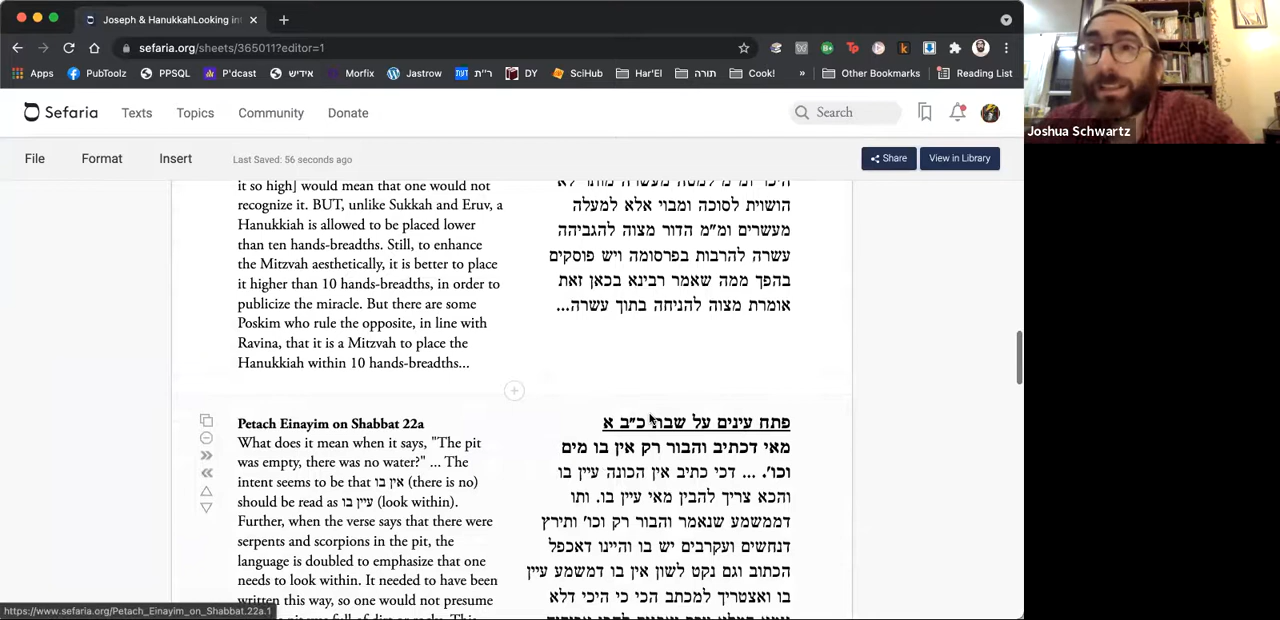 Joseph & HanukkahLooking int
sefaria.org/sheets/365011?editor=1
Apps PubToolz PPSQL P'dcast אידיש Morfix Jastrow ר״ית DY SciHub Har'El תורה Cook! » Other Bookmarks Reading List
Sefaria Texts Topics Community Donate Search
File Format Insert Last Saved: 56 seconds ago Share View in Library
Joshua Schwartz
it so high] would mean that one would not
recognize it. BUT, unlike Sukkah and Eruv, a
Hanukkiah is allowed to be placed lower
than ten hands-breadths. Still, to enhance
the Mitzvah aesthetically, it is better to place
it higher than 10 hands-breadths, in order to
publicize the miracle. But there are some
Poskim who rule the opposite, in line with
Ravina, that it is a Mitzvah to place the
Hanukkiah within 10 hands-breadths...
היכר ומ״מ למטה מעשרה מותר לא
הושוית לסוכה ומבוי אלא למעלה
מעשרים ומ״מ הדור מצוה להגביהה
עשרה להרבות בפרסומה ויש פוסקים
בהפך ממה שאמר רבינא בכאן זאת
אומרת מצוה להניחה בתוך עשרה...
Petach Einayim on Shabbat 22a
What does it mean when it says, "The pit
was empty, there was no water?" ... The
intent seems to be that אין בו (there is no)
should be read as עיין בו (look within).
Further, when the verse says that there were
serpents and scorpions in the pit, the
language is doubled to emphasize that one
needs to look within. It needed to have been
written this way, so one would not presume
פתח עינים על שבת כ״ב א
מאי דכתיב והבור רק אין בו מים
וכו׳. ... דכי כתיב אין הכונה עיין בו
והכא צריך להבין מאי עיין בו. ותו
דממשמע שנאמר והבור רק וכו׳ ותירץ
דנחשים ועקרבים יש בו והיינו דאכפל
הכתוב וגם נקט לשון אין בו דמשמע עיין
בו ואצטריך למכתב הכי כי היכי דלא
https://www.sefaria.org/Petach_Einayim_on_Shabbat.22a.1